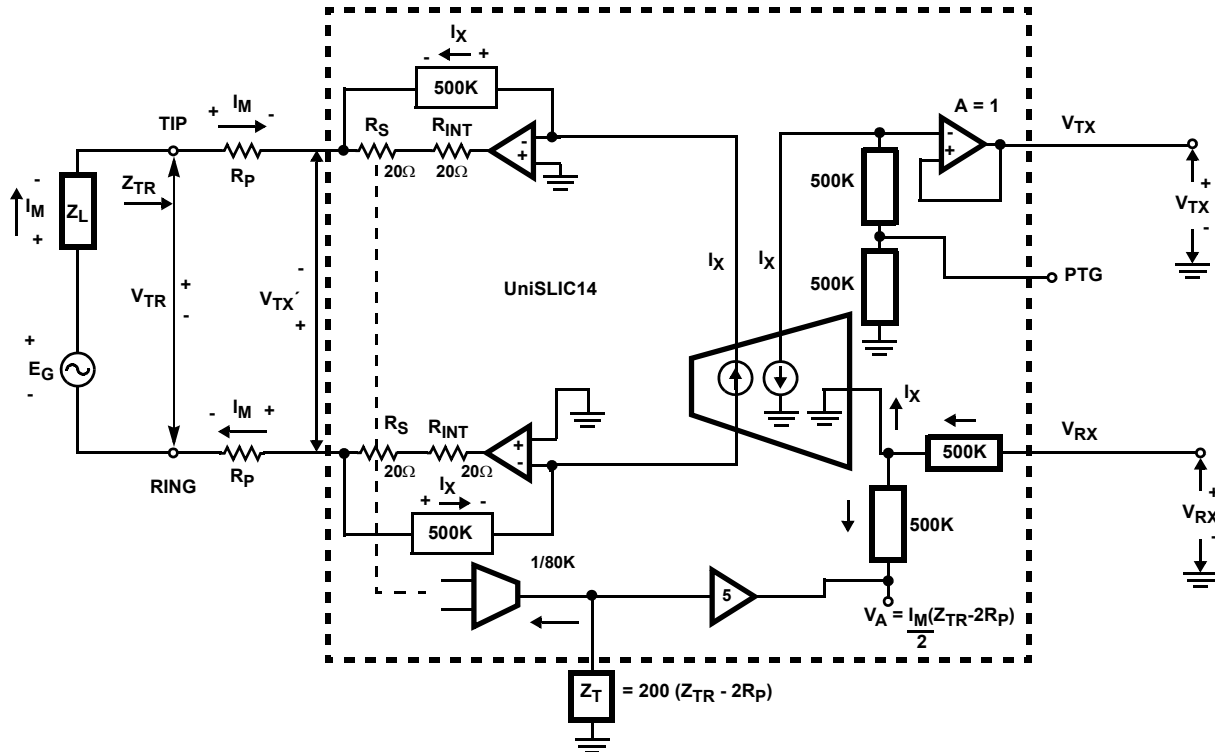 I_X
- +
500K
A = 1
I_M
+ -
TIP
R_S
R_INT
-
+
-
+
V_TX
R_P
20Ω
20Ω
500K
Z_TR
-
I_M
+
Z_L
+
V_TX
-
I_X
I_X
V_TR
+
-
-
V_TX´
+
UniSLIC14
500K
PTG
+
E_G
-
I_M
- +
R_S
R_INT
+
-
I_X
V_RX
500K
R_P
20Ω
20Ω
RING
I_X
+ -
500K
500K
+
V_RX
-
1/80K
5
V_A = I_M(Z_TR-2R_P)
2
Z_T = 200 (Z_TR - 2R_P)